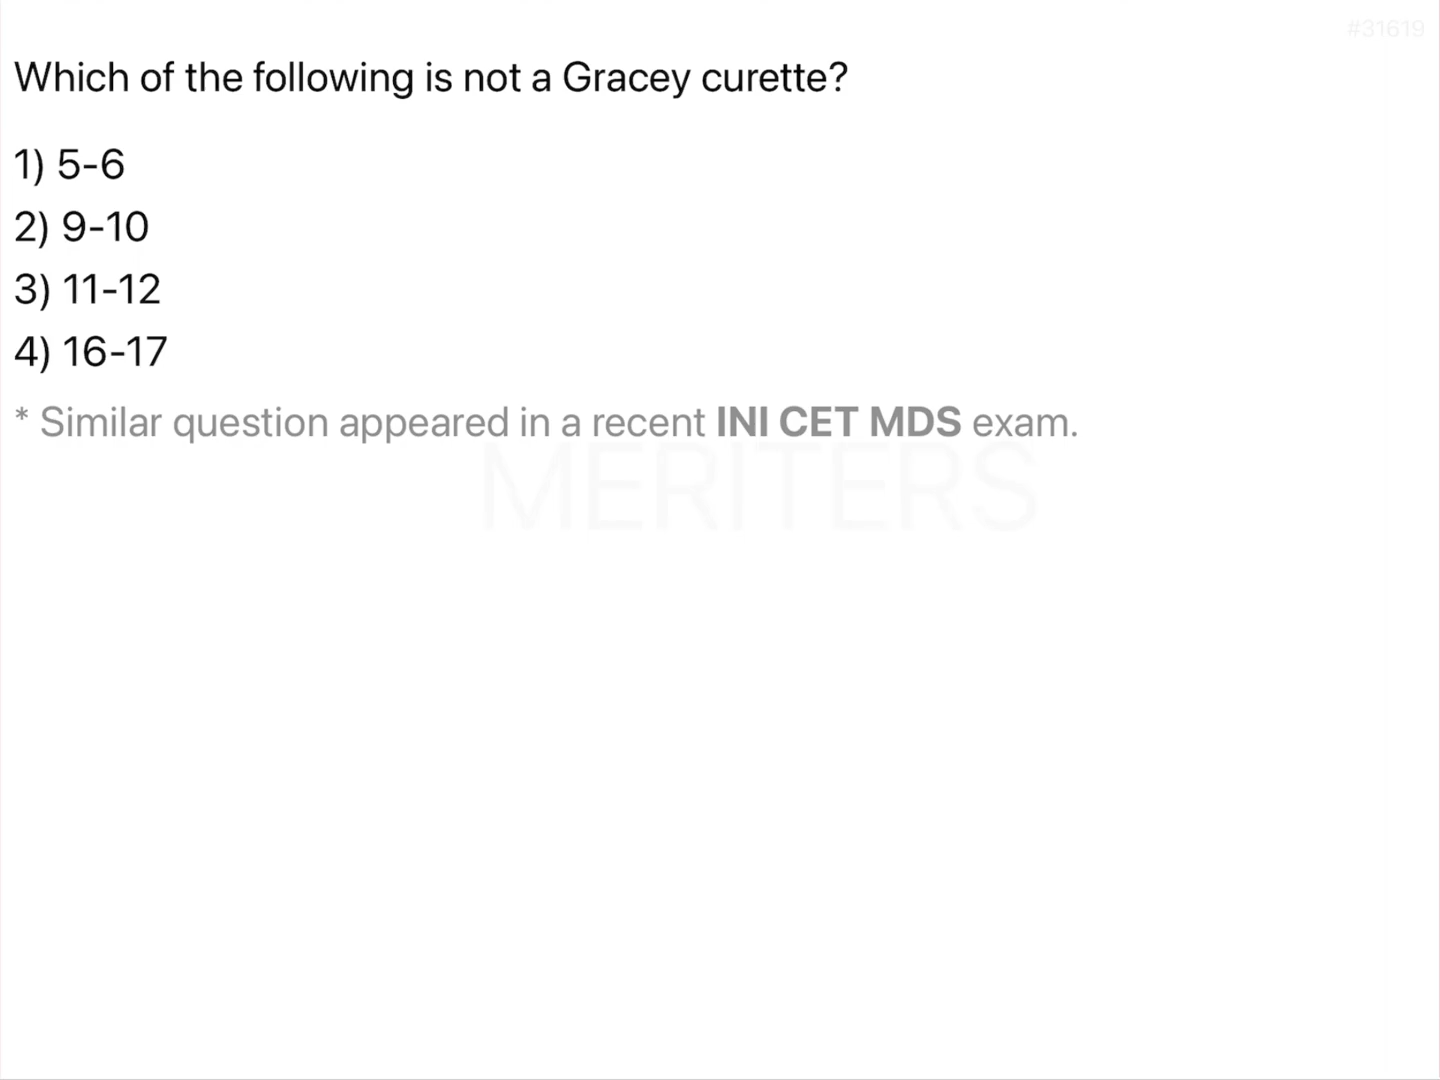 #31619
Which of the following is not a Gracey curette?
1) 5-6
2) 9-10
3) 11-12
4) 16-17
* Similar question appeared in a recent INI CET MDS exam.
MERITERS